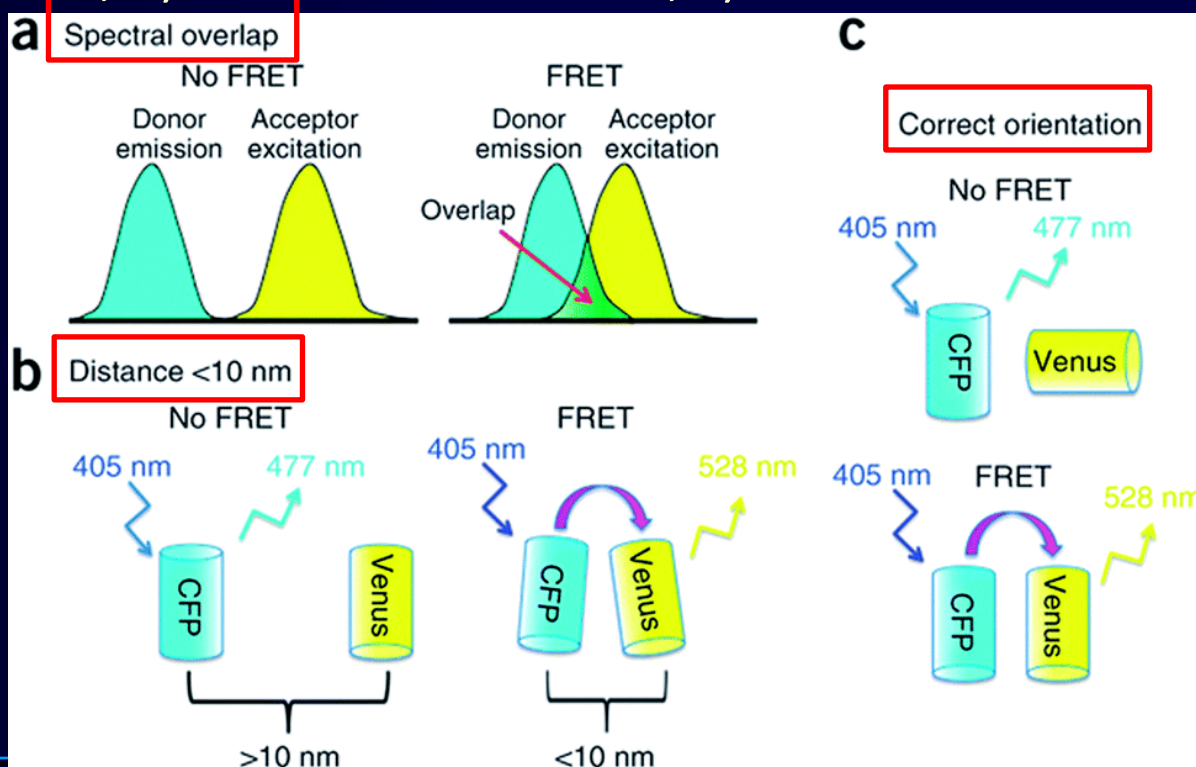 a
Spectral overlap
No FRET
Donor
emission
Acceptor
excitation
FRET
Donor
emission
Acceptor
excitation
Overlap
b
Distance <10 nm
No FRET
405 nm
477 nm
CFP
Venus
>10 nm
FRET
405 nm
528 nm
CFP
Venus
<10 nm
c
Correct orientation
No FRET
405 nm
477 nm
CFP
Venus
FRET
405 nm
528 nm
CFP
Venus